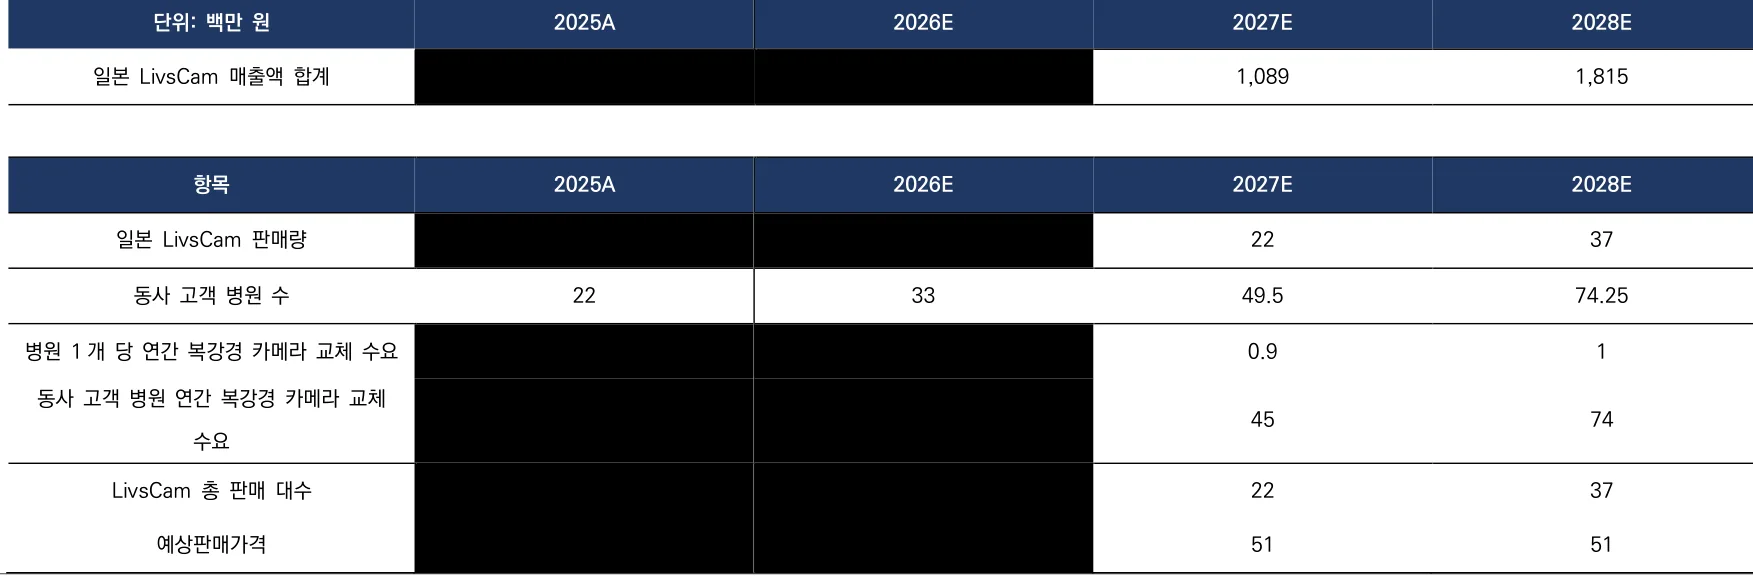 단위: 백만 원 2025A 2026E 2027E 2028E
일본 LivsCam 매출액 합계 1,089 1,815
항목 2025A 2026E 2027E 2028E
일본 LivsCam 판매량 22 37
동사 고객 병원 수 22 33 49.5 74.25
병원 1개 당 연간 복강경 카메라 교체 수요 0.9 1
동사 고객 병원 연간 복강경 카메라 교체
수요 45 74
LivsCam 총 판매 대수 22 37
예상판매가격 51 51